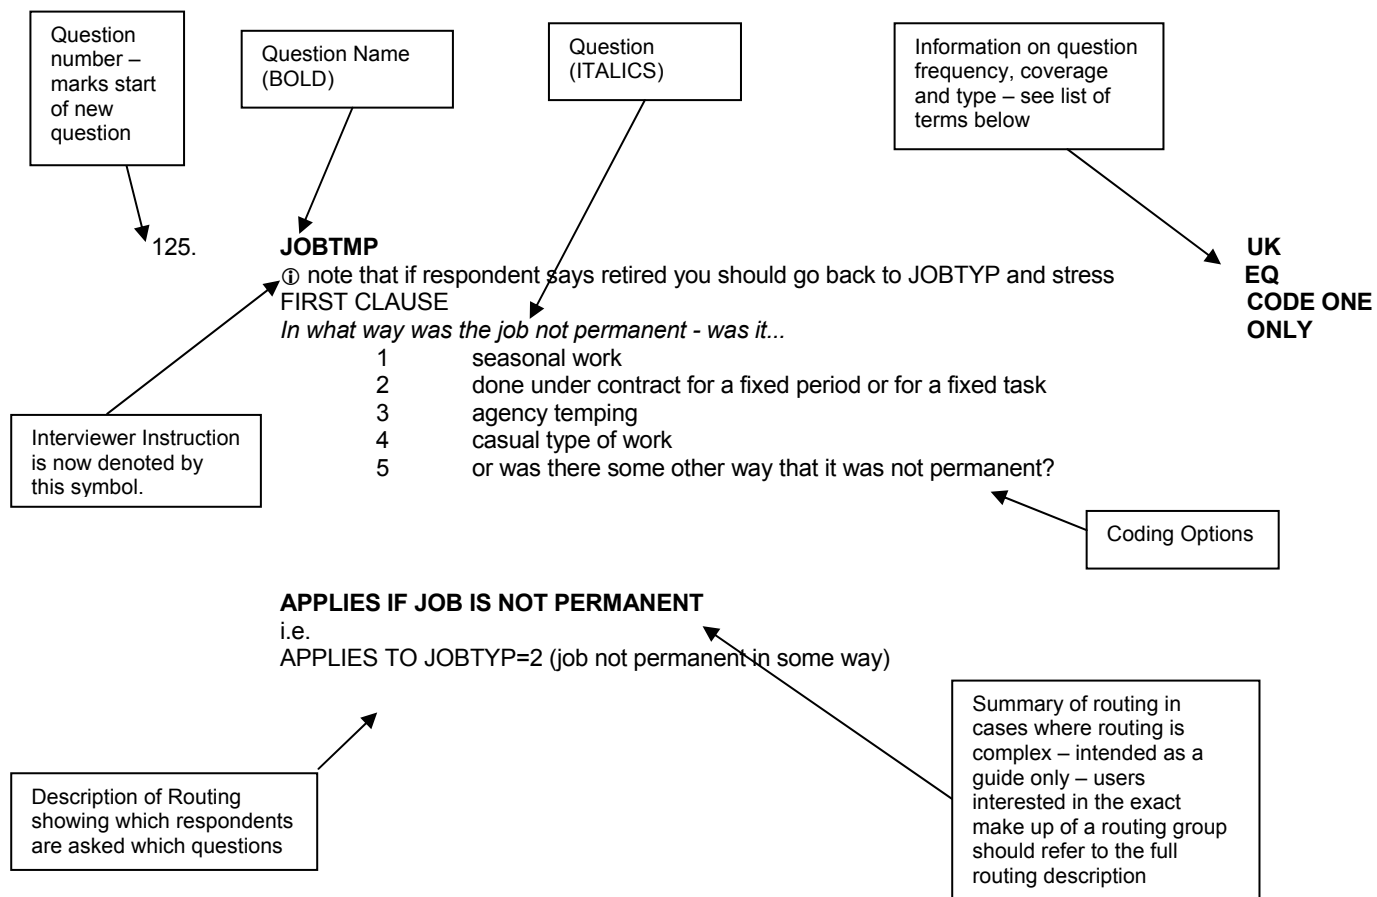 Question
number –
marks start
of new
question
Question Name
(BOLD)
Question
(ITALICS)
Information on question
frequency, coverage
and type – see list of
terms below
125.
JOBTMP
UK
ⓘ note that if respondent says retired you should go back to JOBTYP and stress
EQ
FIRST CLAUSE
CODE ONE
In what way was the job not permanent - was it...
ONLY
1 seasonal work
2 done under contract for a fixed period or for a fixed task
3 agency temping
4 casual type of work
5 or was there some other way that it was not permanent?
Interviewer Instruction
is now denoted by
this symbol.
Coding Options
APPLIES IF JOB IS NOT PERMANENT
i.e.
APPLIES TO JOBTYP=2 (job not permanent in some way)
Summary of routing in
cases where routing is
complex – intended as a
guide only – users
interested in the exact
make up of a routing group
should refer to the full
routing description
Description of Routing
showing which respondents
are asked which questions